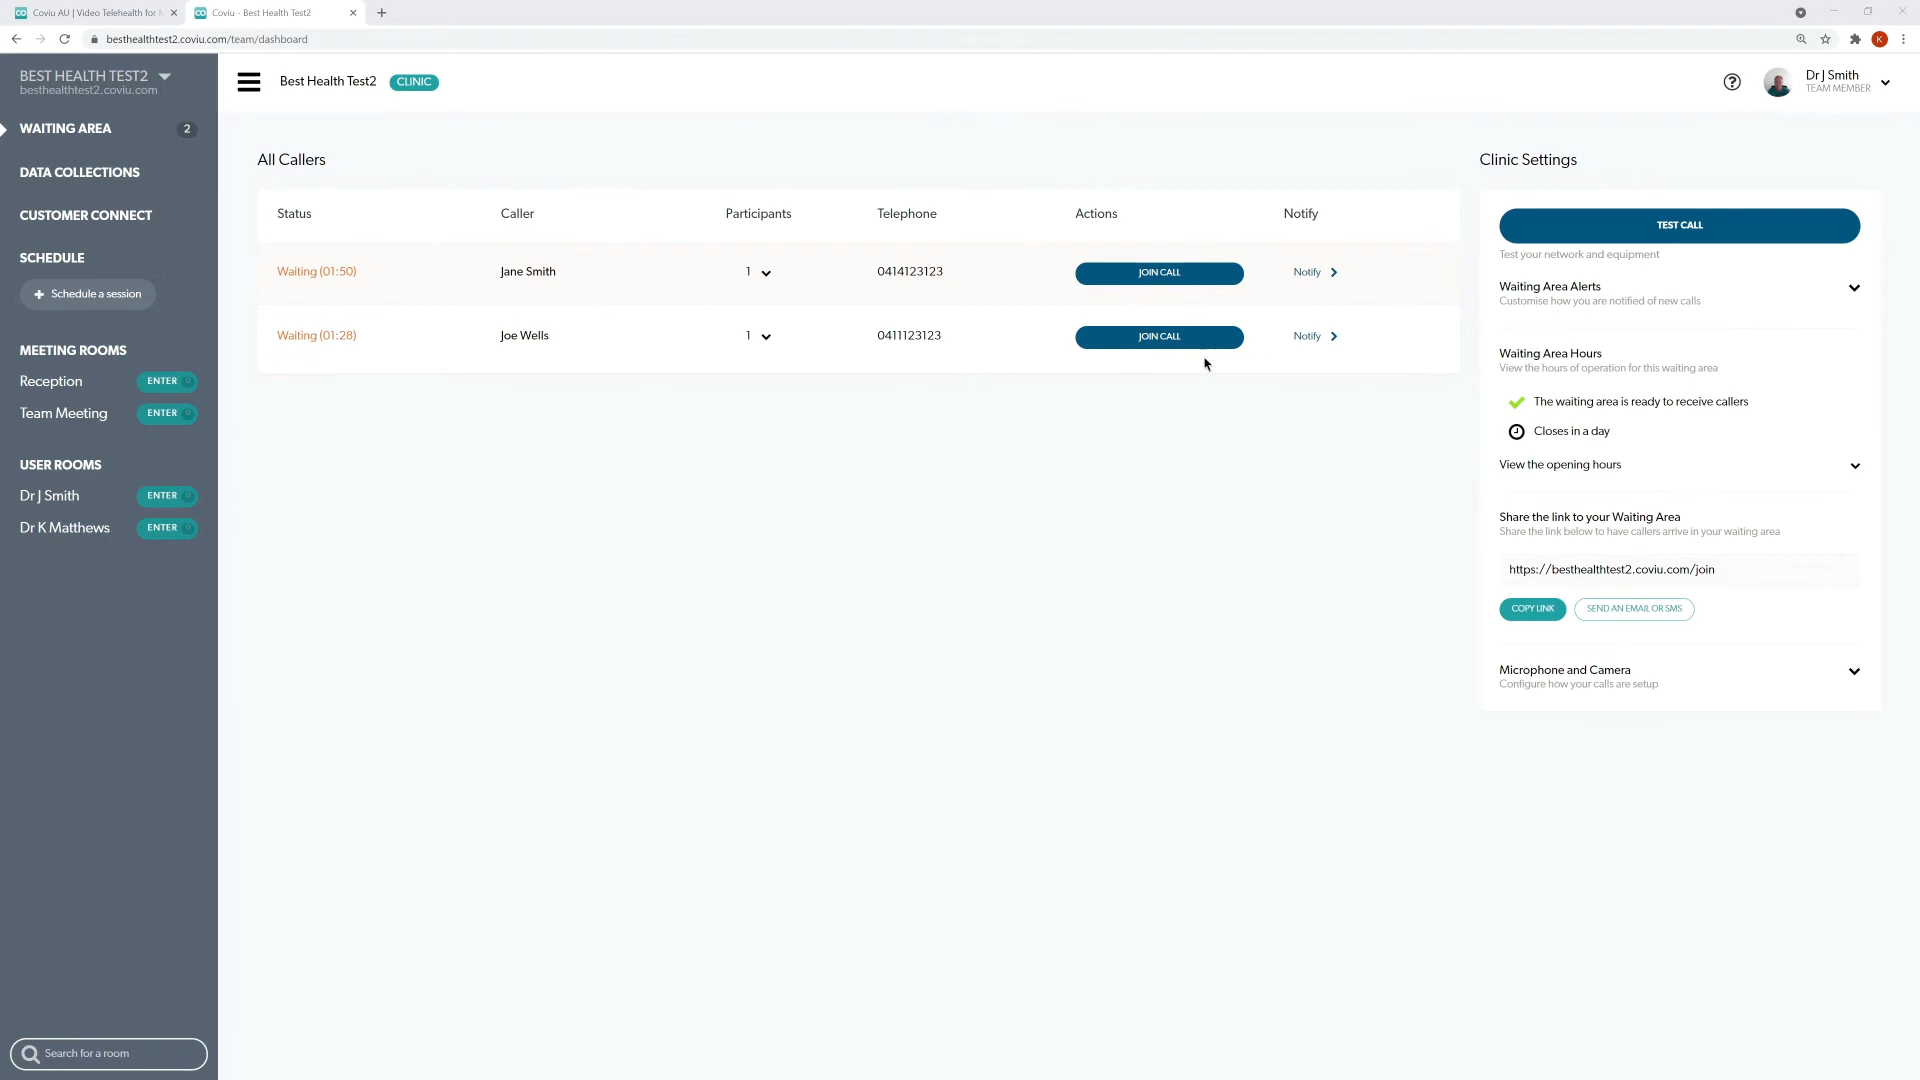 Coviu AU | Video Telehealth for
Coviu - Best Health Test2
besthealthtest2.coviu.com/team/dashboard
K
BEST HEALTH TEST2
besthealthtest2.coviu.com
WAITING AREA 2
DATA COLLECTIONS
CUSTOMER CONNECT
SCHEDULE
+ Schedule a session
MEETING ROOMS
Reception ENTER 0
Team Meeting ENTER 0
USER ROOMS
Dr J Smith ENTER 0
Dr K Matthews ENTER 0
Search for a room
Best Health Test2 CLINIC
Dr J Smith
TEAM MEMBER
All Callers
Status Caller Participants Telephone Actions Notify
Waiting (01:50) Jane Smith 1 0414123123 JOIN CALL Notify
Waiting (01:28) Joe Wells 1 0411123123 JOIN CALL Notify
Clinic Settings
TEST CALL
Test your network and equipment
Waiting Area Alerts
Customise how you are notified of new calls
Waiting Area Hours
View the hours of operation for this waiting area
The waiting area is ready to receive callers
Closes in a day
View the opening hours
Share the link to your Waiting Area
Share the link below to have callers arrive in your waiting area
https://besthealthtest2.coviu.com/join
COPY LINK SEND AN EMAIL OR SMS
Microphone and Camera
Configure how your calls are setup